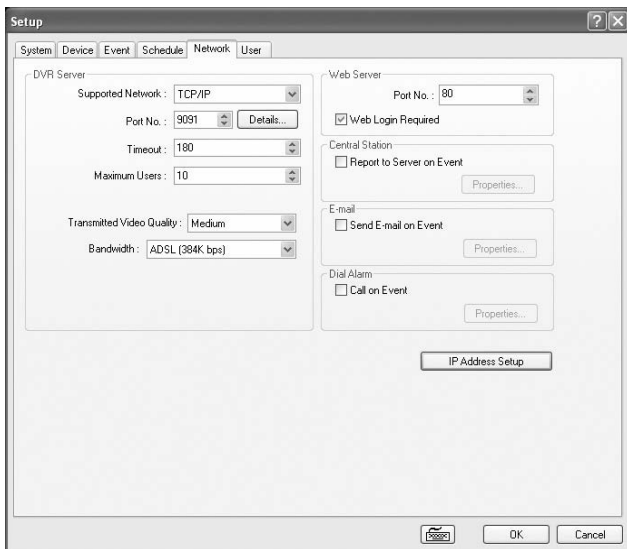 Setup
System Device Event Schedule Network User
DVR Server
Supported Network : TCP/IP
Port No. : 9091 Details...
Timeout : 180
Maximum Users : 10
Transmitted Video Quality : Medium
Bandwidth : ADSL (384K bps)
Web Server
Port No. : 80
Web Login Required
Central Station
Report to Server on Event
Properties...
E-mail
Send E-mail on Event
Properties...
Dial Alarm
Call on Event
Properties...
IP Address Setup
OK Cancel